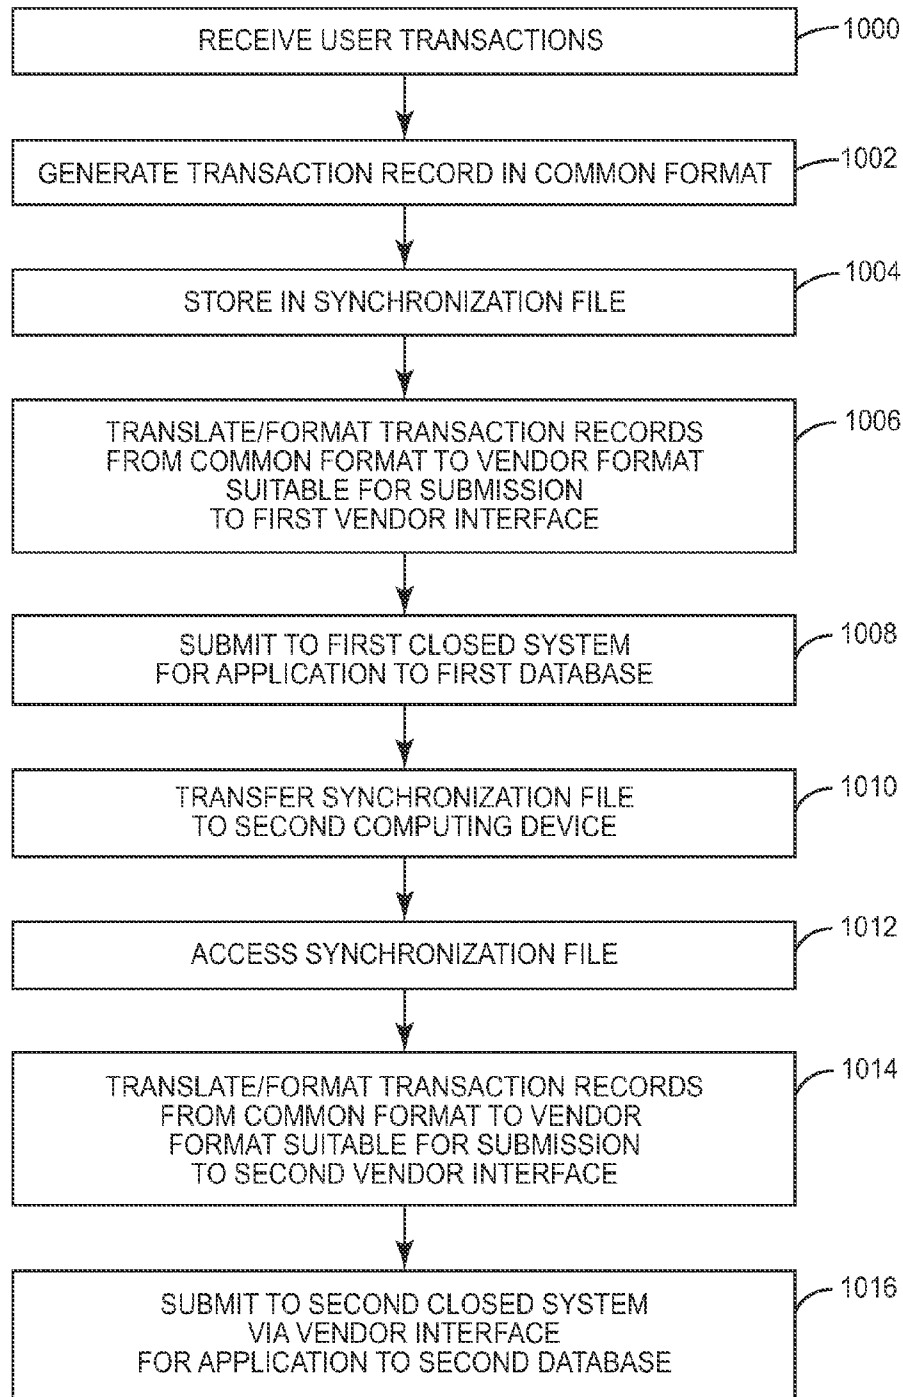 RECEIVE USER TRANSACTIONS
1000
GENERATE TRANSACTION RECORD IN COMMON FORMAT
1002
STORE IN SYNCHRONIZATION FILE
1004
TRANSLATE/FORMAT TRANSACTION RECORDS
FROM COMMON FORMAT TO VENDOR FORMAT
SUITABLE FOR SUBMISSION
TO FIRST VENDOR INTERFACE
1006
SUBMIT TO FIRST CLOSED SYSTEM
FOR APPLICATION TO FIRST DATABASE
1008
TRANSFER SYNCHRONIZATION FILE
TO SECOND COMPUTING DEVICE
1010
ACCESS SYNCHRONIZATION FILE
1012
TRANSLATE/FORMAT TRANSACTION RECORDS
FROM COMMON FORMAT TO VENDOR
FORMAT SUITABLE FOR SUBMISSION
TO SECOND VENDOR INTERFACE
1014
SUBMIT TO SECOND CLOSED SYSTEM
VIA VENDOR INTERFACE
FOR APPLICATION TO SECOND DATABASE
1016